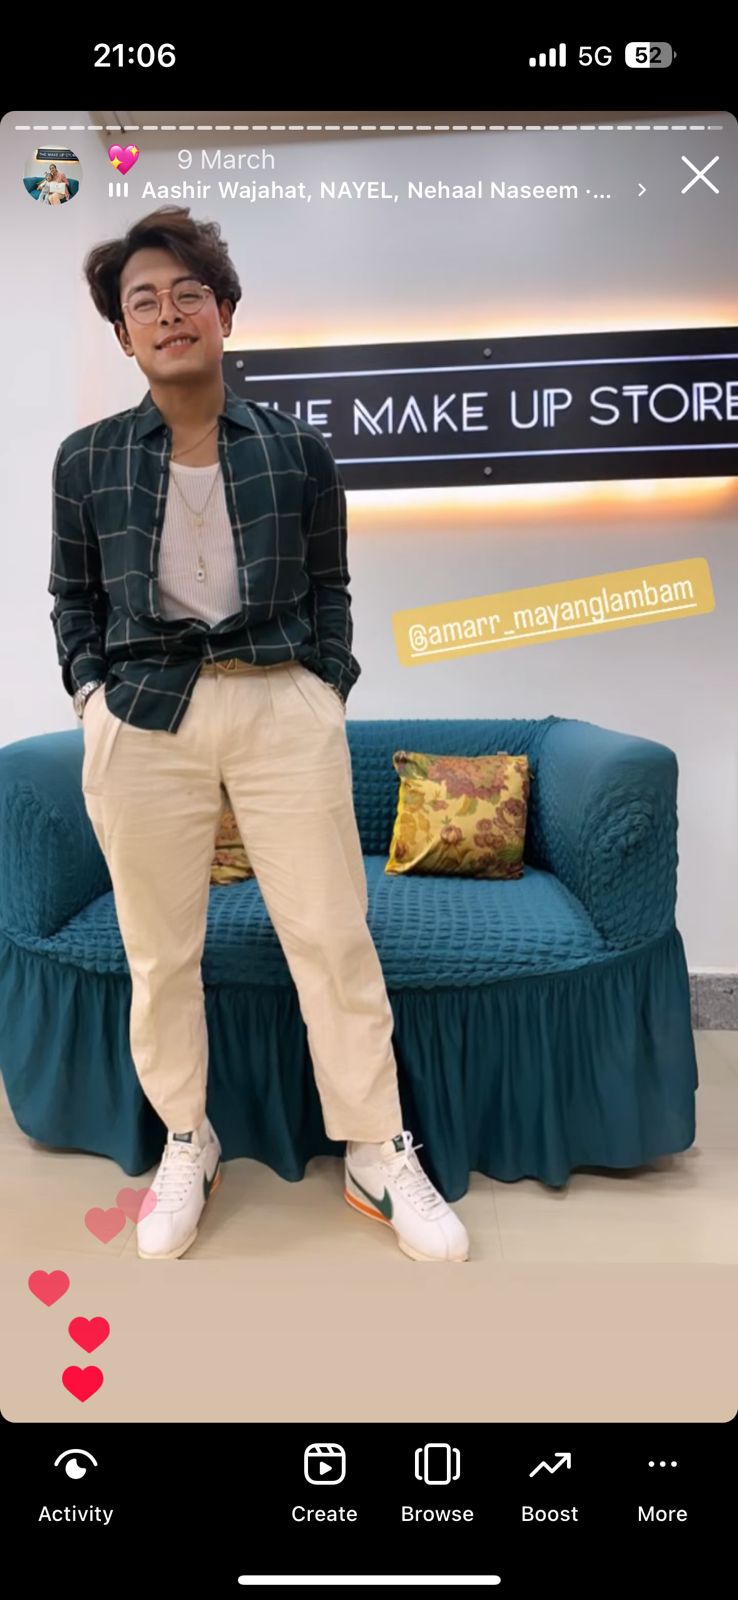 21:06
5G
52
9 March
Aashir Wajahat, NAYEL, Nehaal Naseem ·...
THE MAKE UP STORE
@amarr_mayanglambam
Activity
Create
Browse
Boost
More